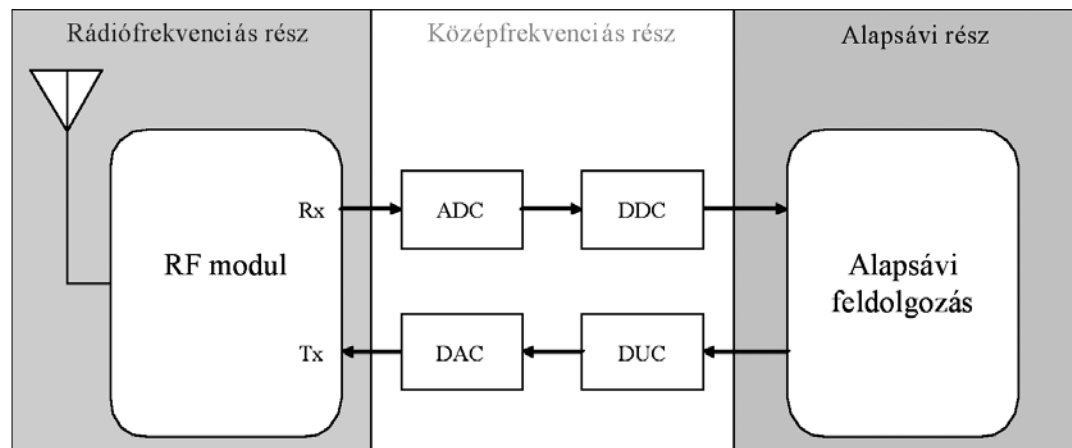 Rádiófrekvenciás rész
Középfrekvenciás rész
Alapsávi rész
Rx
ADC
DDC
RF modul
Alapsávi
feldolgozás
Tx
DAC
DUC